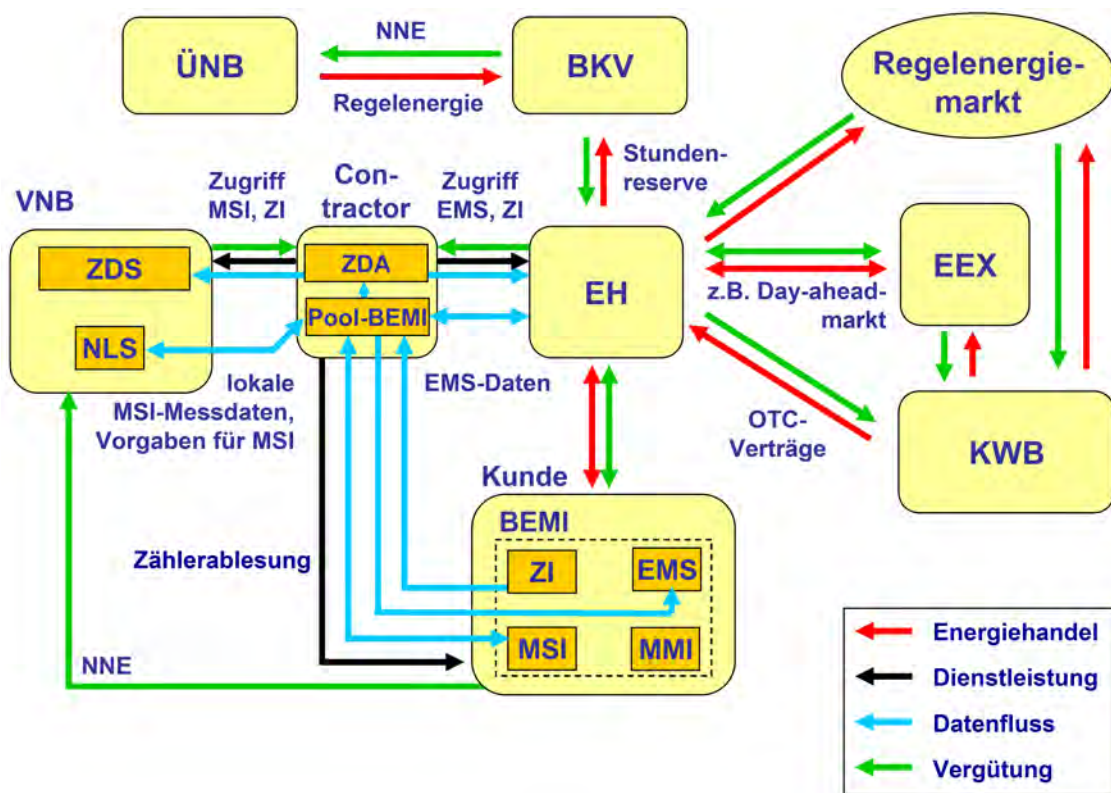 ÜNB
NNE
Regelenergie
BKV
Regelenergie-
markt
Stunden-
reserve
VNB
Zugriff
MSI, ZI
Con-
tractor
Zugriff
EMS, ZI
ZDS
NLS
ZDA
Pool-BEMI
EH
EEX
z.B. Day-ahead-
markt
lokale
MSI-Messdaten,
Vorgaben für MSI
EMS-Daten
OTC-
Verträge
KWB
Kunde
BEMI
ZI
EMS
MSI
MMI
Zählerablesung
NNE
Energiehandel
Dienstleistung
Datenfluss
Vergütung